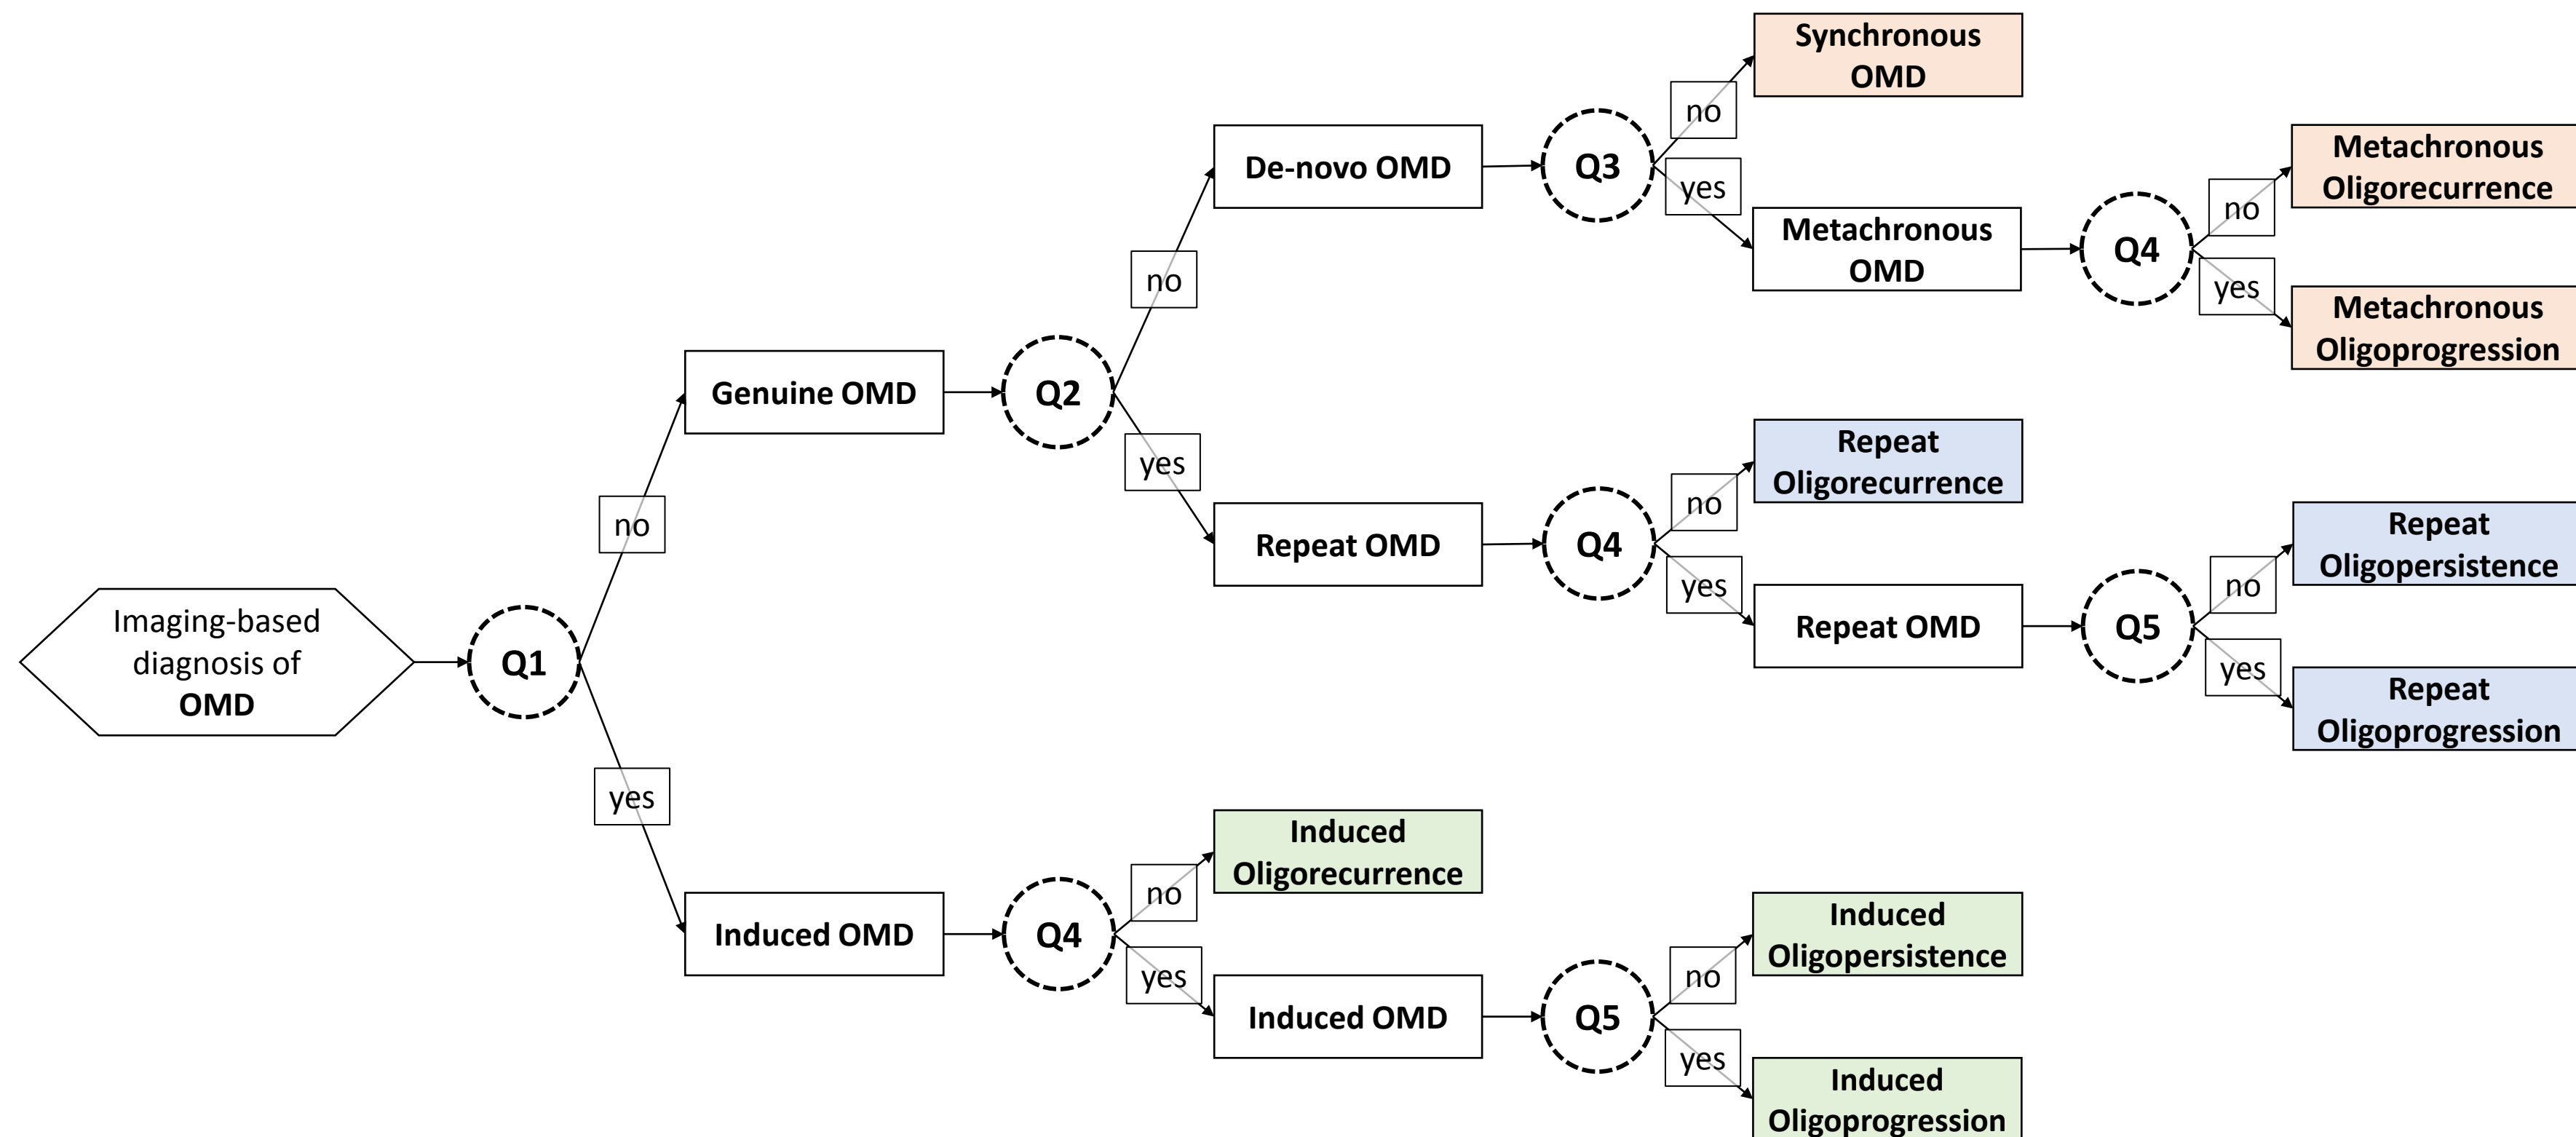 Imaging-based
diagnosis of
OMD
Q1
no
yes
Genuine OMD
Q2
no
yes
De-novo OMD
Q3
no
yes
Synchronous
OMD
Metachronous
OMD
Q4
no
yes
Metachronous
Oligorecurrence
Metachronous
Oligoprogression
Repeat OMD
Q4
no
yes
Repeat
Oligorecurrence
Repeat OMD
Q5
no
yes
Repeat
Oligopersistence
Repeat
Oligoprogression
Induced OMD
Q4
no
yes
Induced
Oligorecurrence
Induced OMD
Q5
no
yes
Induced
Oligopersistence
Induced
Oligoprogression